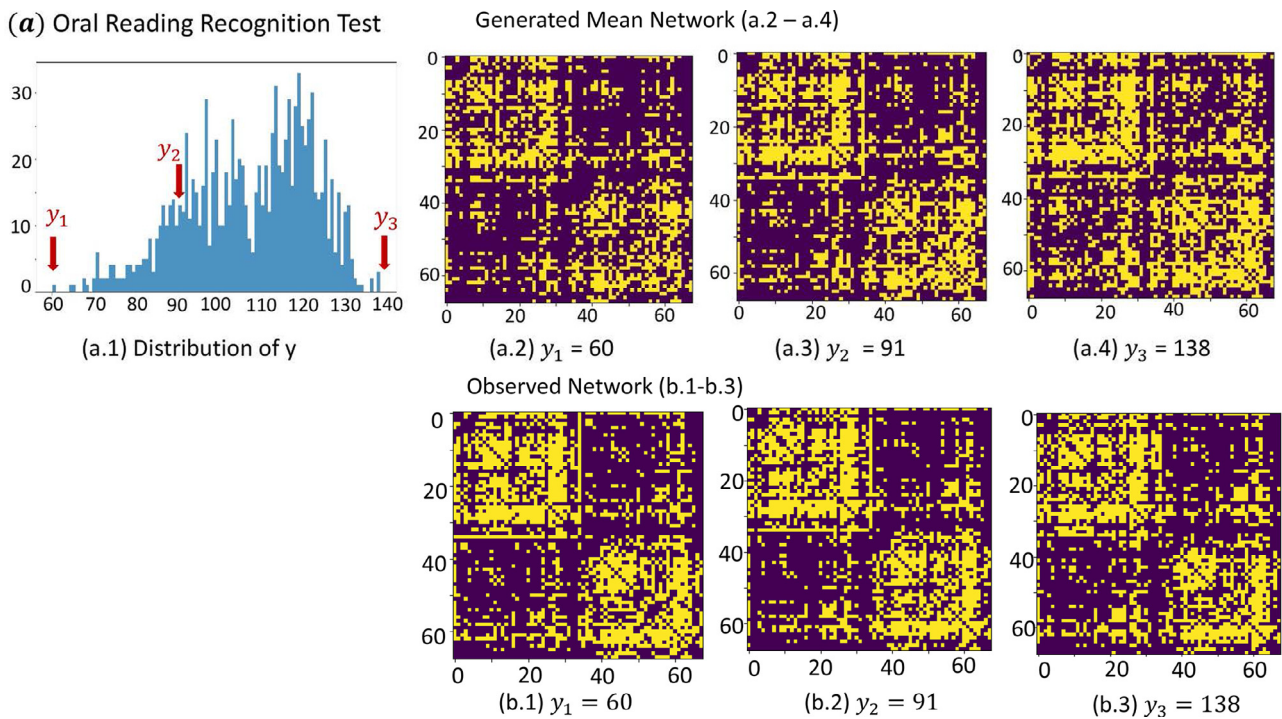 (a) Oral Reading Recognition Test
Generated Mean Network (a.2 – a.4)
30
20
10
0
y₁
y₂
y₃
60 70 80 90 100 110 120 130 140
(a.1) Distribution of y
0
20
40
60
0 20 40 60
(a.2) y₁ = 60
0
20
40
60
0 20 40 60
(a.3) y₂ = 91
0
20
40
60
0 20 40 60
(a.4) y₃ = 138
Observed Network (b.1-b.3)
0
20
40
60
0 20 40 60
(b.1) y₁ = 60
0
20
40
60
0 20 40 60
(b.2) y₂ = 91
0
20
40
60
0 20 40 60
(b.3) y₃ = 138